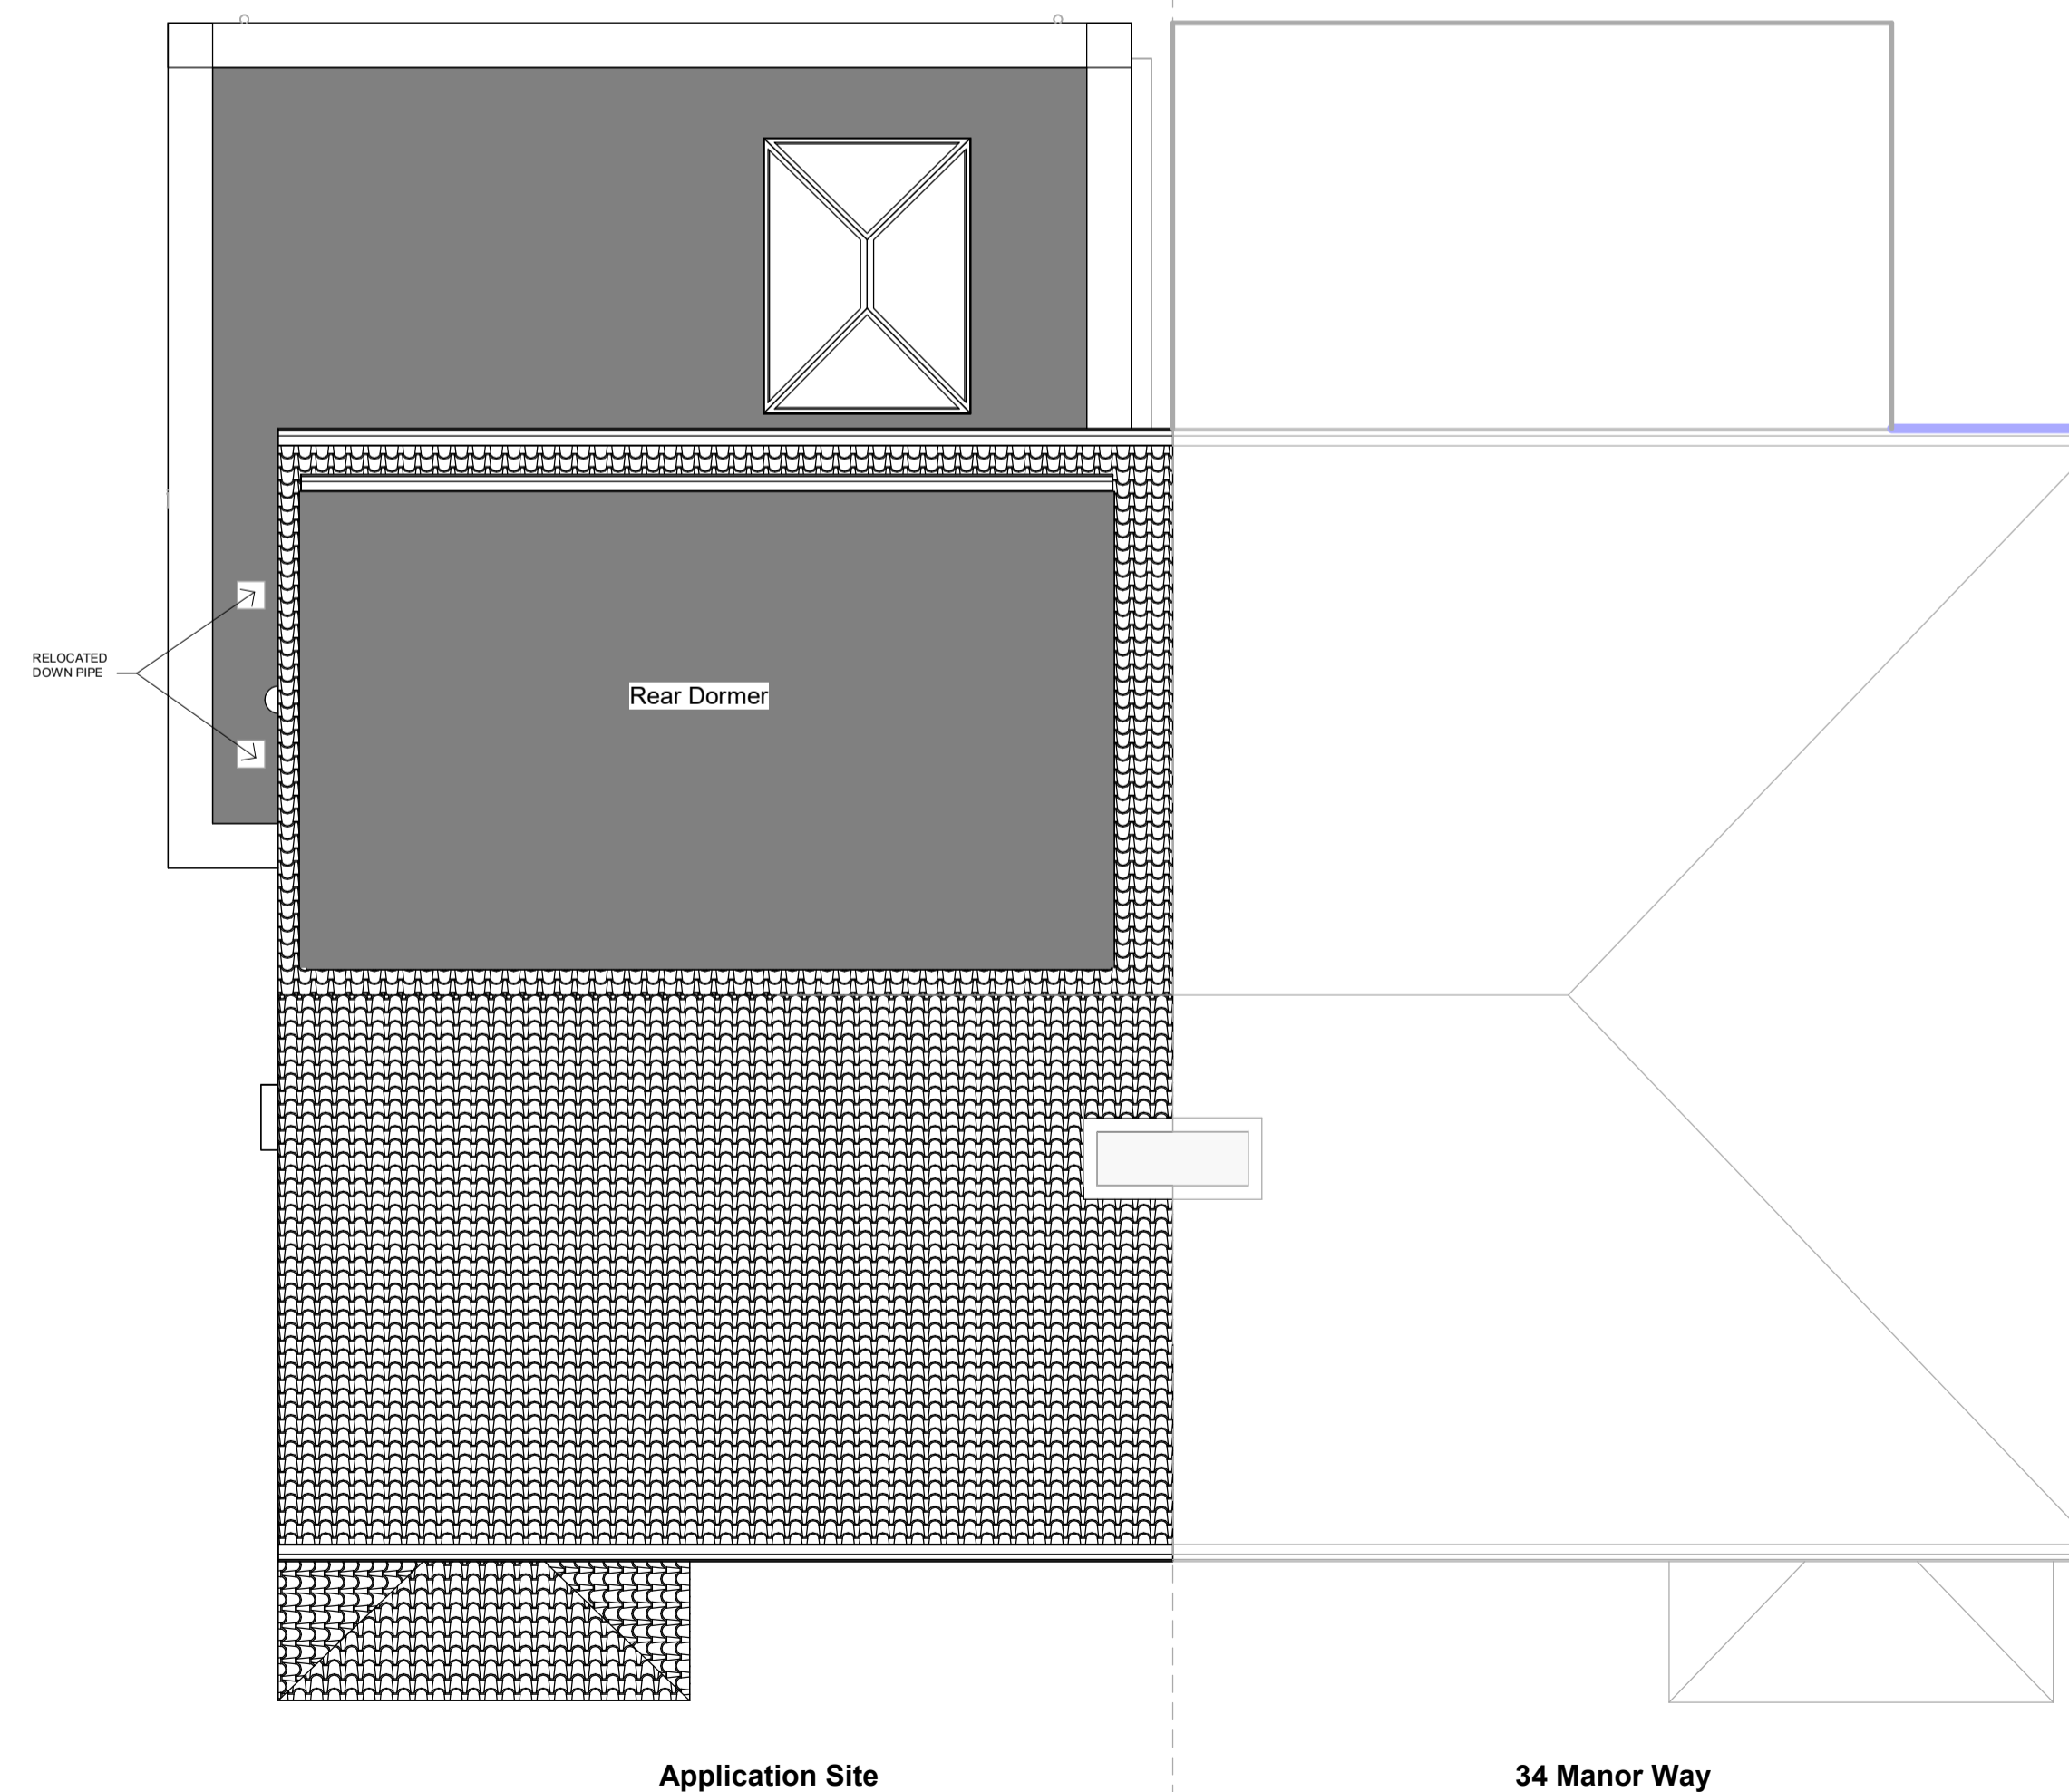 RELOCATED
DOWN PIPE
Rear Dormer
Application Site
34 Manor Way